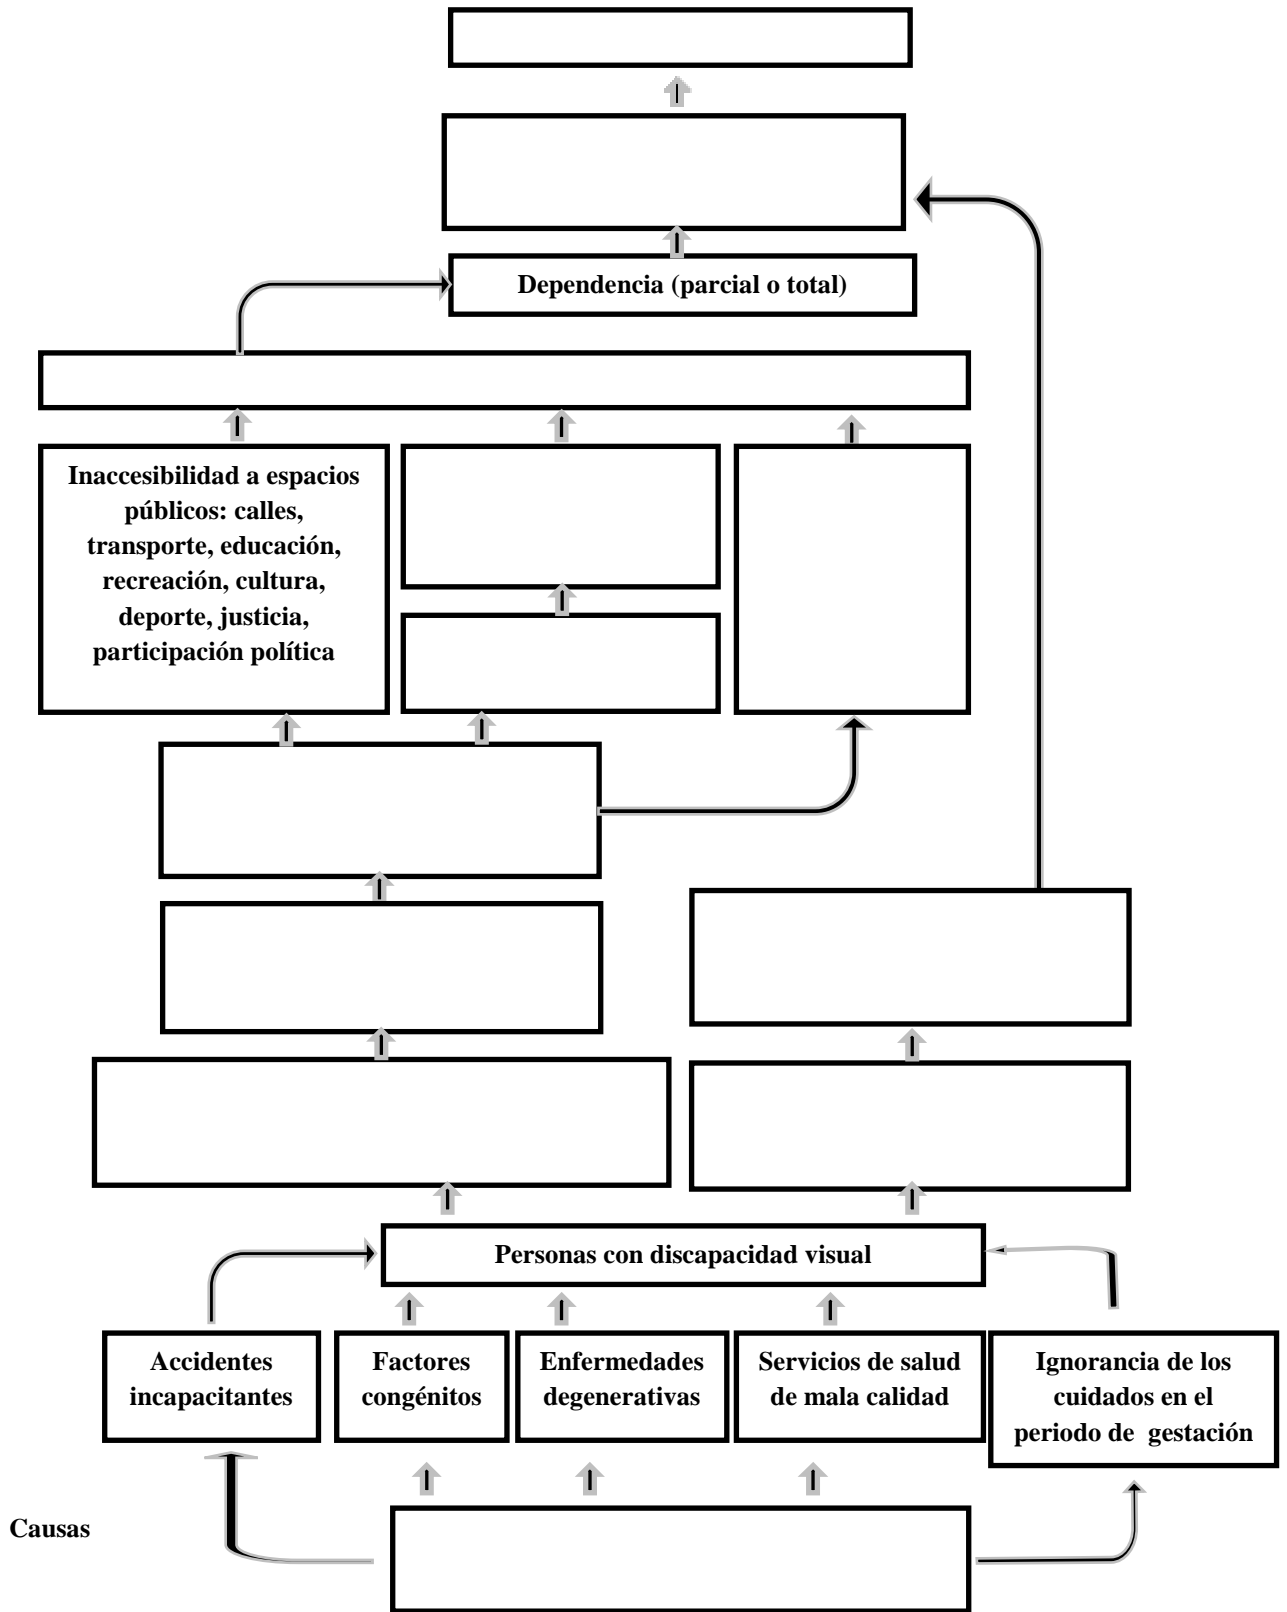 Dependencia (parcial o total)
Inaccesibilidad a espacios
públicos: calles,
transporte, educación,
recreación, cultura,
deporte, justicia,
participación política
Personas con discapacidad visual
Accidentes
incapacitantes
Factores
congénitos
Enfermedades
degenerativas
Servicios de salud
de mala calidad
Ignorancia de los
cuidados en el
periodo de  gestación
Causas